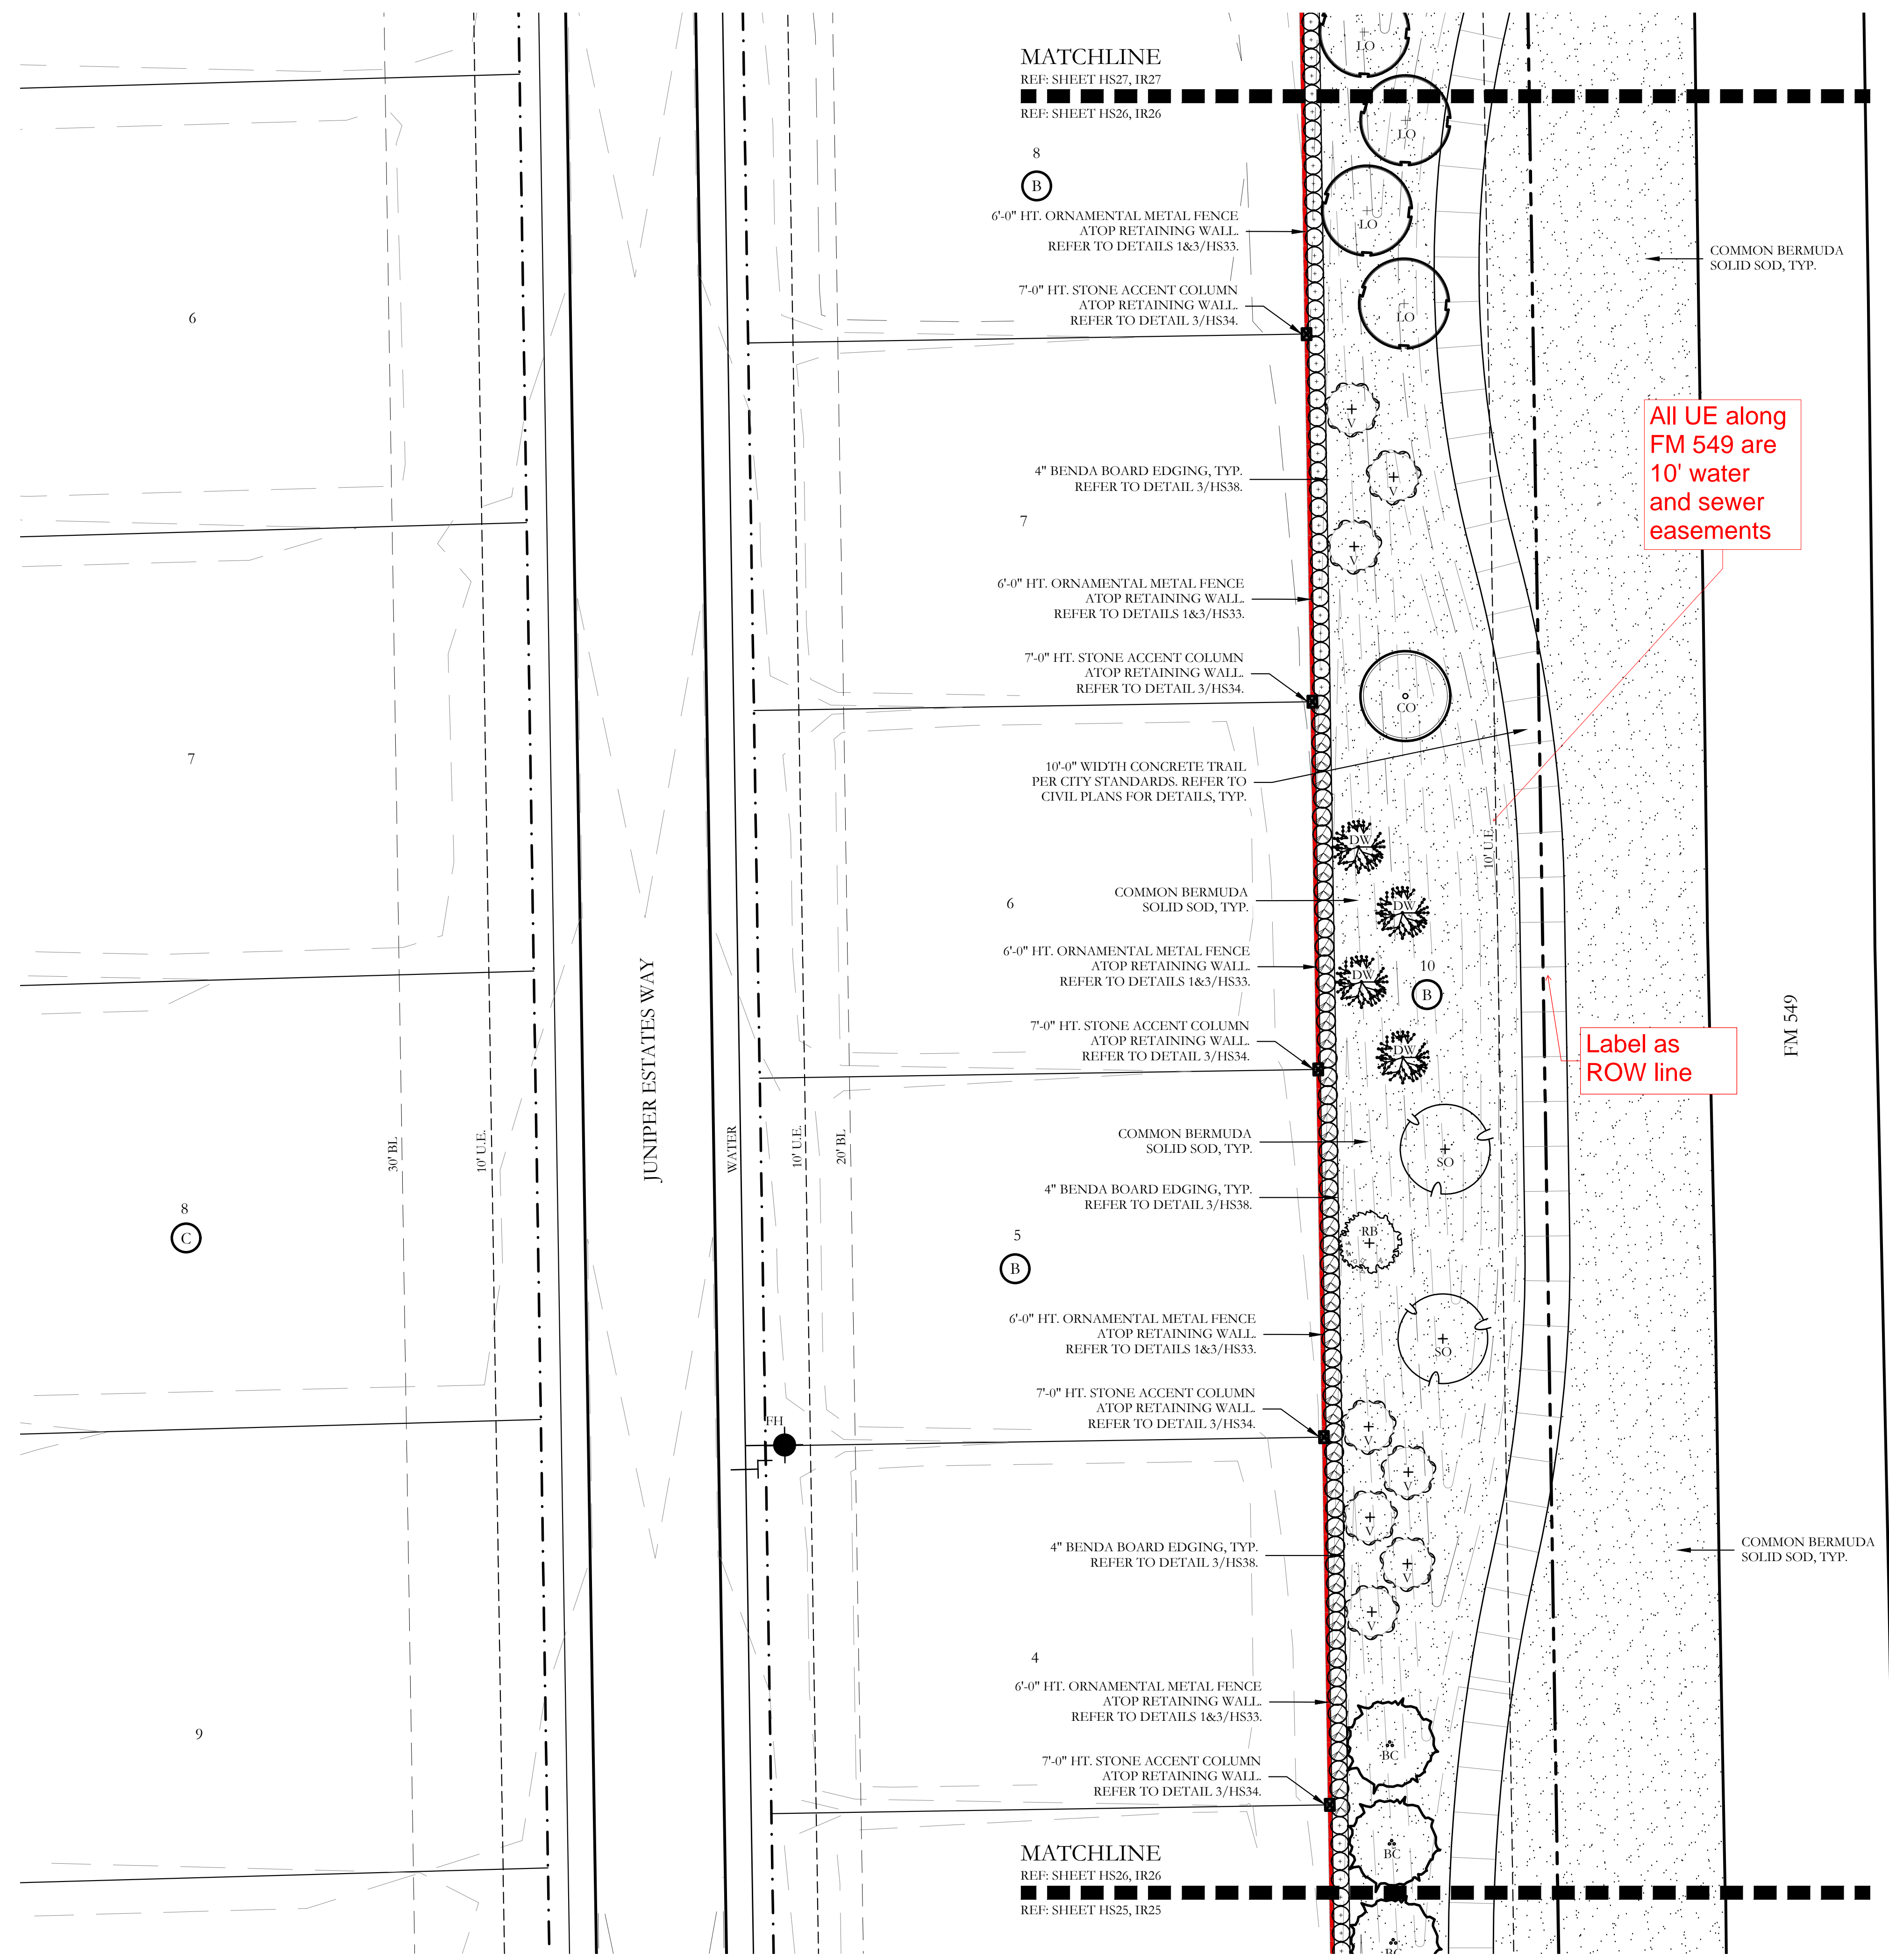 MATCHLINE
REF: SHEET HS27, IR27
REF: SHEET HS26, IR26
LO
LO
LO
LO
8
B
6'-0" HT. ORNAMENTAL METAL FENCE
ATOP RETAINING WALL.
REFER TO DETAILS 1&3/HS33.
COMMON BERMUDA
SOLID SOD, TYP.
7'-0" HT. STONE ACCENT COLUMN
ATOP RETAINING WALL.
REFER TO DETAIL 3/HS34.
6
V
V
V
All UE along
FM 549 are
10' water
and sewer
easements
4" BENDA BOARD EDGING, TYP.
REFER TO DETAIL 3/HS38.
7
6'-0" HT. ORNAMENTAL METAL FENCE
ATOP RETAINING WALL.
REFER TO DETAILS 1&3/HS33.
7'-0" HT. STONE ACCENT COLUMN
ATOP RETAINING WALL.
REFER TO DETAIL 3/HS34.
CO
7
10'-0" WIDTH CONCRETE TRAIL
PER CITY STANDARDS. REFER TO
CIVIL PLANS FOR DETAILS, TYP.
10' U.E.
DW
DW
DW
DW
COMMON BERMUDA
SOLID SOD, TYP.
6
6'-0" HT. ORNAMENTAL METAL FENCE
ATOP RETAINING WALL.
REFER TO DETAILS 1&3/HS33.
10
B
7'-0" HT. STONE ACCENT COLUMN
ATOP RETAINING WALL.
REFER TO DETAIL 3/HS34.
Label as
ROW line
FM 549
JUNIPER ESTATES WAY
30' BL
10' U.E.
WATER
10' U.E.
20' BL
COMMON BERMUDA
SOLID SOD, TYP.
SO
4" BENDA BOARD EDGING, TYP.
REFER TO DETAIL 3/HS38.
8
C
5
B
RB
6'-0" HT. ORNAMENTAL METAL FENCE
ATOP RETAINING WALL.
REFER TO DETAILS 1&3/HS33.
SO
7'-0" HT. STONE ACCENT COLUMN
ATOP RETAINING WALL.
REFER TO DETAIL 3/HS34.
FH
V
V
V
V
V
4" BENDA BOARD EDGING, TYP.
REFER TO DETAIL 3/HS38.
COMMON BERMUDA
SOLID SOD, TYP.
4
6'-0" HT. ORNAMENTAL METAL FENCE
ATOP RETAINING WALL.
REFER TO DETAILS 1&3/HS33.
9
BC
7'-0" HT. STONE ACCENT COLUMN
ATOP RETAINING WALL.
REFER TO DETAIL 3/HS34.
BC
MATCHLINE
REF: SHEET HS26, IR26
REF: SHEET HS25, IR25
BC